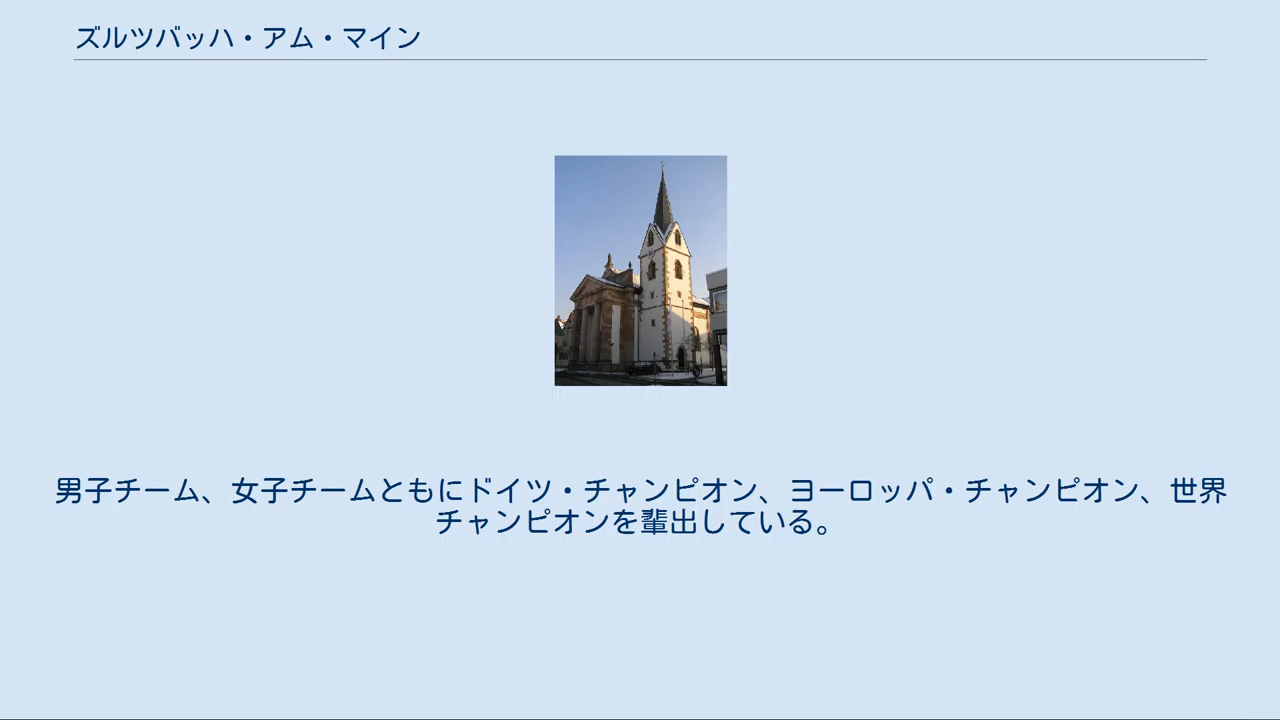 ズルツバッハ・アム・マイン
男子チーム、女子チームともにドイツ・チャンピオン、ヨーロッパ・チャンピオン、世界
チャンピオンを輩出している。